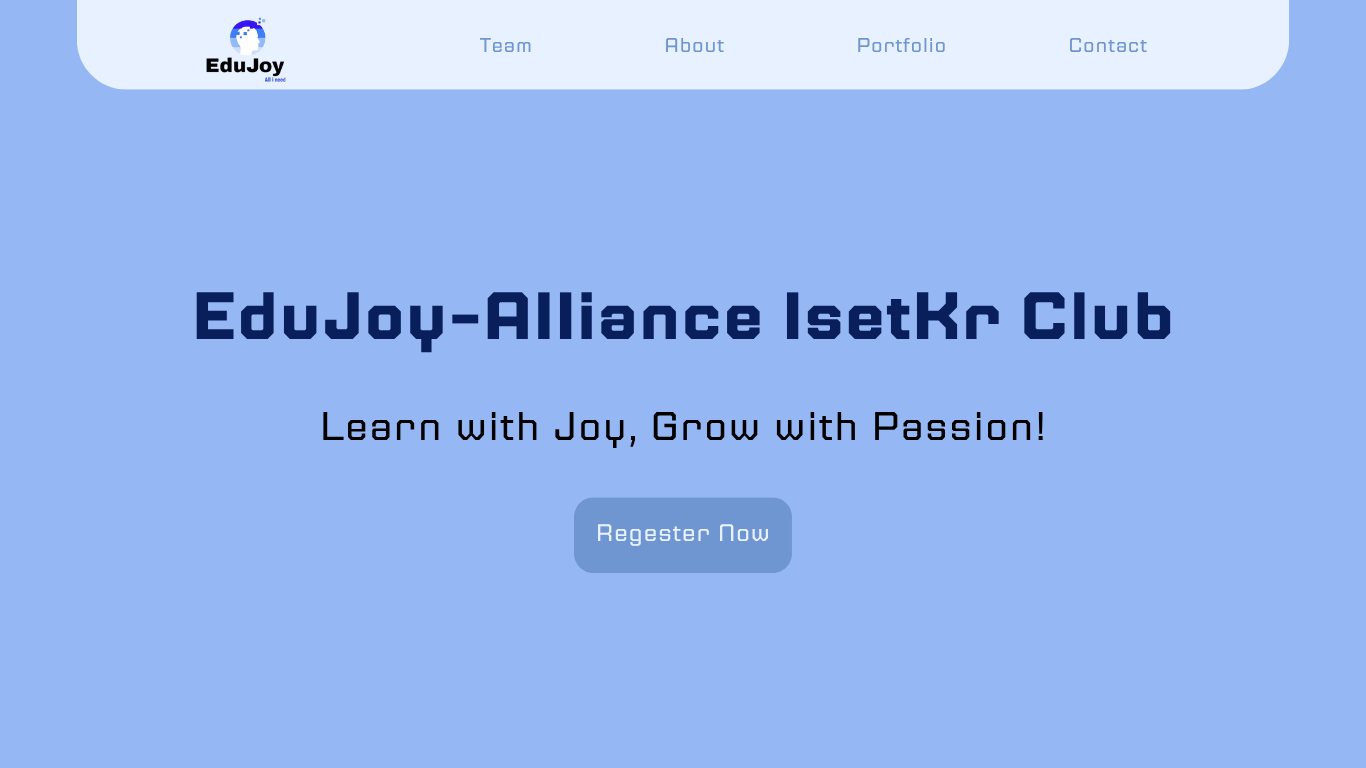 EduJoy
All i need
Team
About
Portfolio
Contact
EduJoy-Alliance IsetKr Club
Learn with Joy, Grow with Passion!
Regester Now